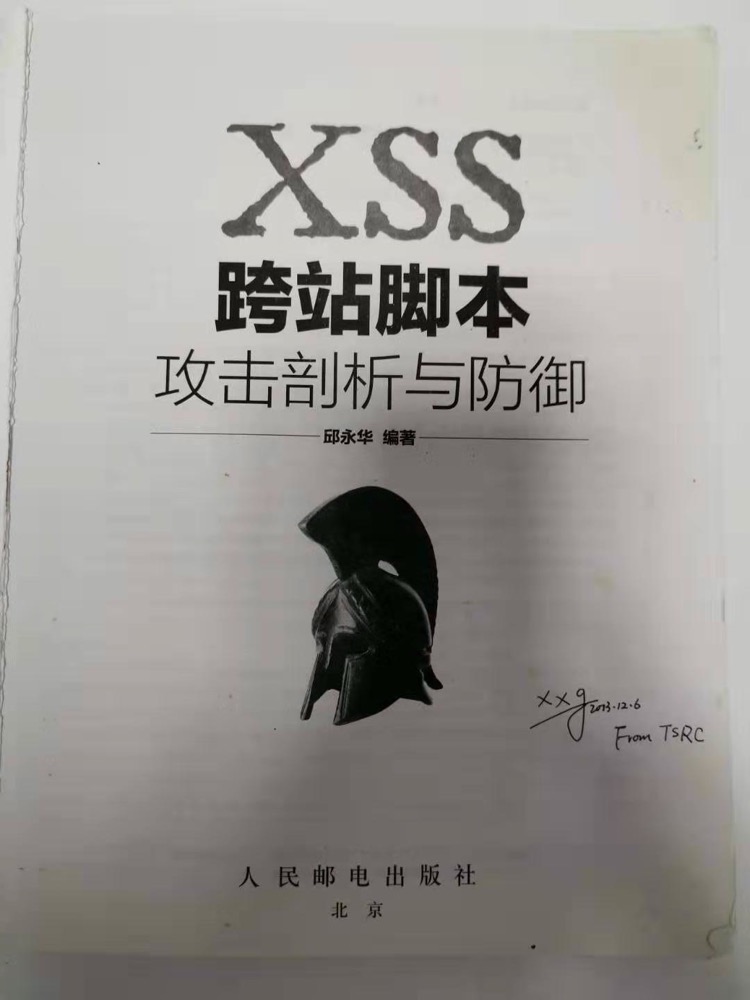 XSS
跨站脚本
攻击剖析与防御
邱永华 编著
xxg 2013.12.6
From TSRC
人民邮电出版社
北京